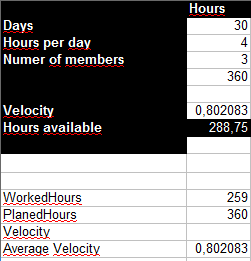 Hours
Days 30
Hours per day 4
Numer of members 3
360
Velocity 0,802083
Hours available 288,75
WorkedHours 259
PlanedHours 360
Velocity
Average Velocity 0,802083